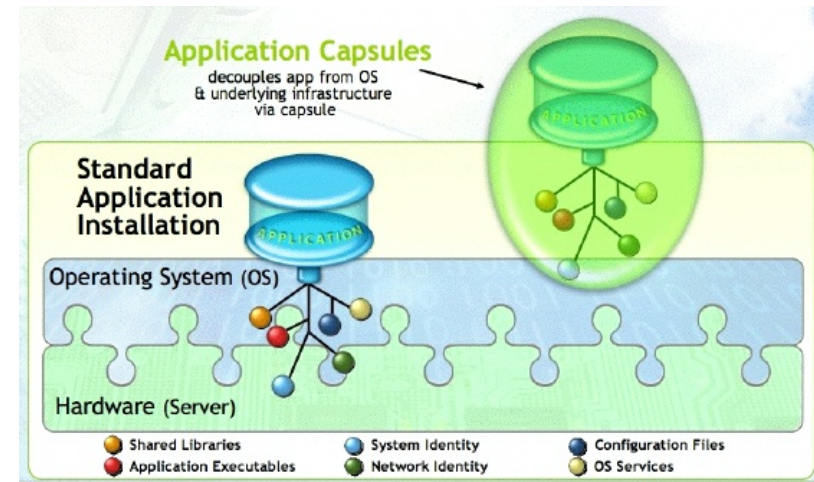 Application Capsules
decouples app from OS
& underlying infrastructure
via capsule
APPLICATION
Standard
Application
Installation
APPLICATION
Operating System (OS)
Hardware (Server)
Shared Libraries
System Identity
Configuration Files
Application Executables
Network Identity
OS Services